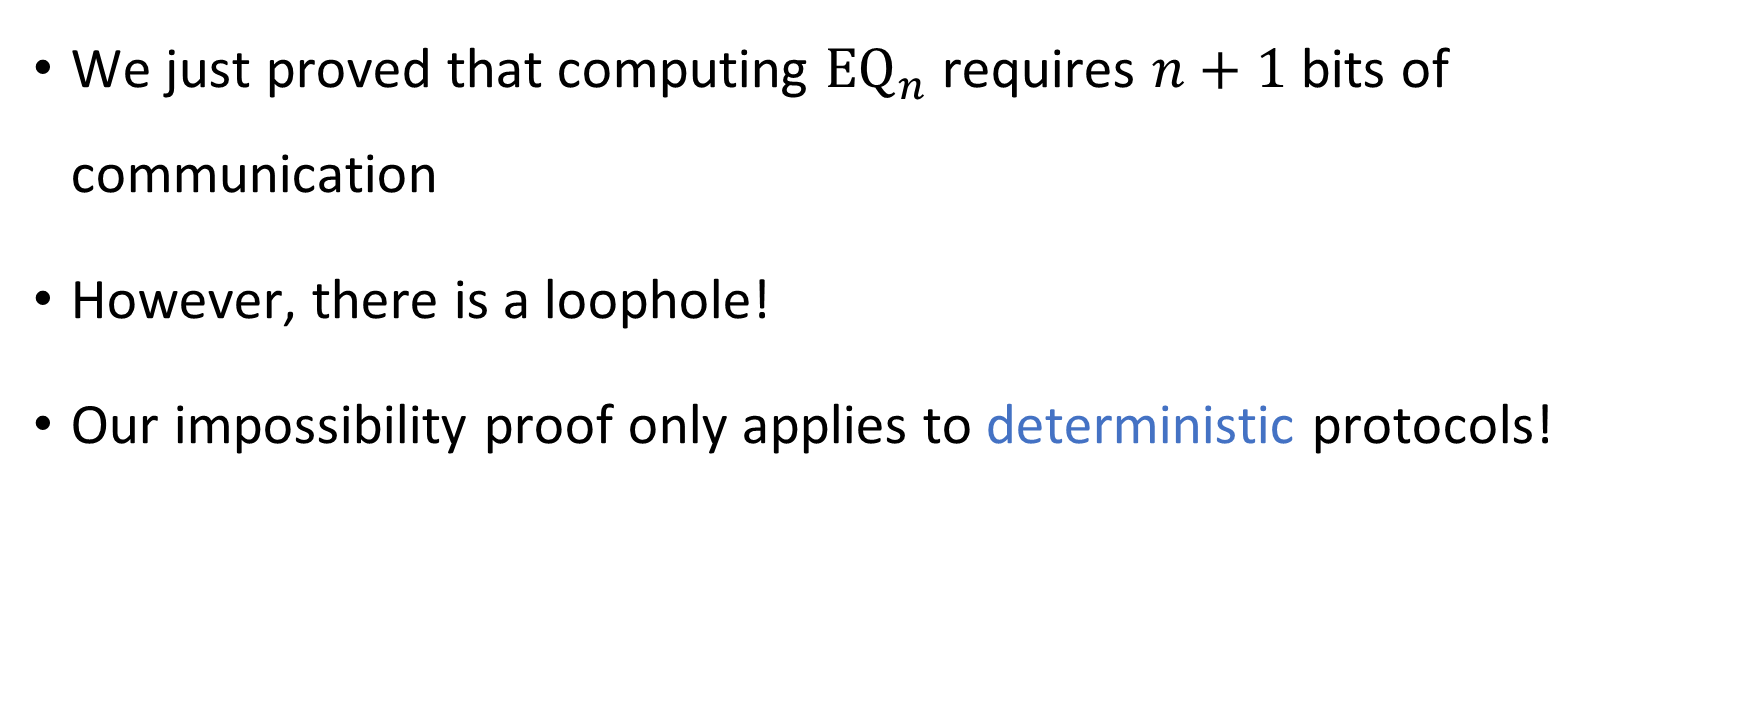 • We just proved that computing EQₙ requires 𝑛 + 1 bits of
communication
• However, there is a loophole!
• Our impossibility proof only applies to deterministic protocols!